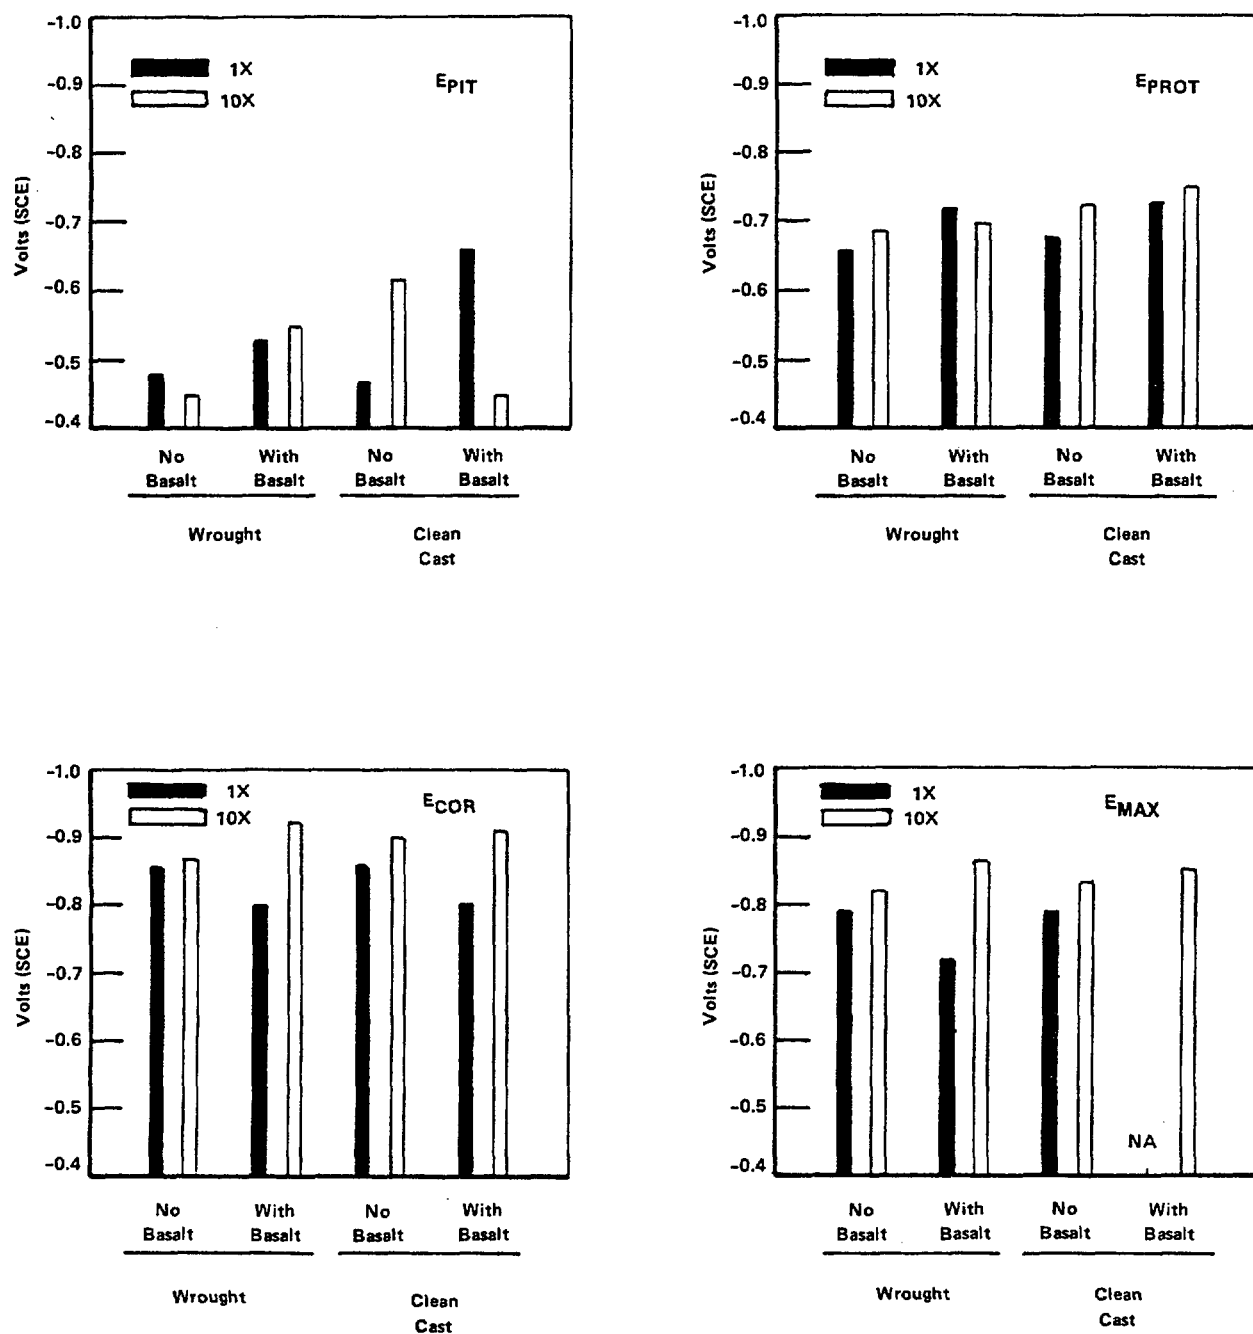 -1.0
1X
EPIT
-0.9
10X
-0.8
-0.7
Volts (SCE)
-0.6
-0.5
-0.4
No With No With
Basalt Basalt Basalt Basalt
Wrought Clean
Cast
-1.0
1X
EPROT
-0.9
10X
-0.8
-0.7
Volts (SCE)
-0.6
-0.5
-0.4
No With No With
Basalt Basalt Basalt Basalt
Wrought Clean
Cast
-1.0
1X
ECOR
10X
-0.9
-0.8
-0.7
Volts (SCE)
-0.6
-0.5
-0.4
No With No With
Basalt Basalt Basalt Basalt
Wrought Clean
Cast
-1.0
1X
EMAX
10X
-0.9
-0.8
-0.7
Volts (SCE)
-0.6
-0.5
NA
-0.4
No With No With
Basalt Basalt Basalt Basalt
Wrought Clean
Cast